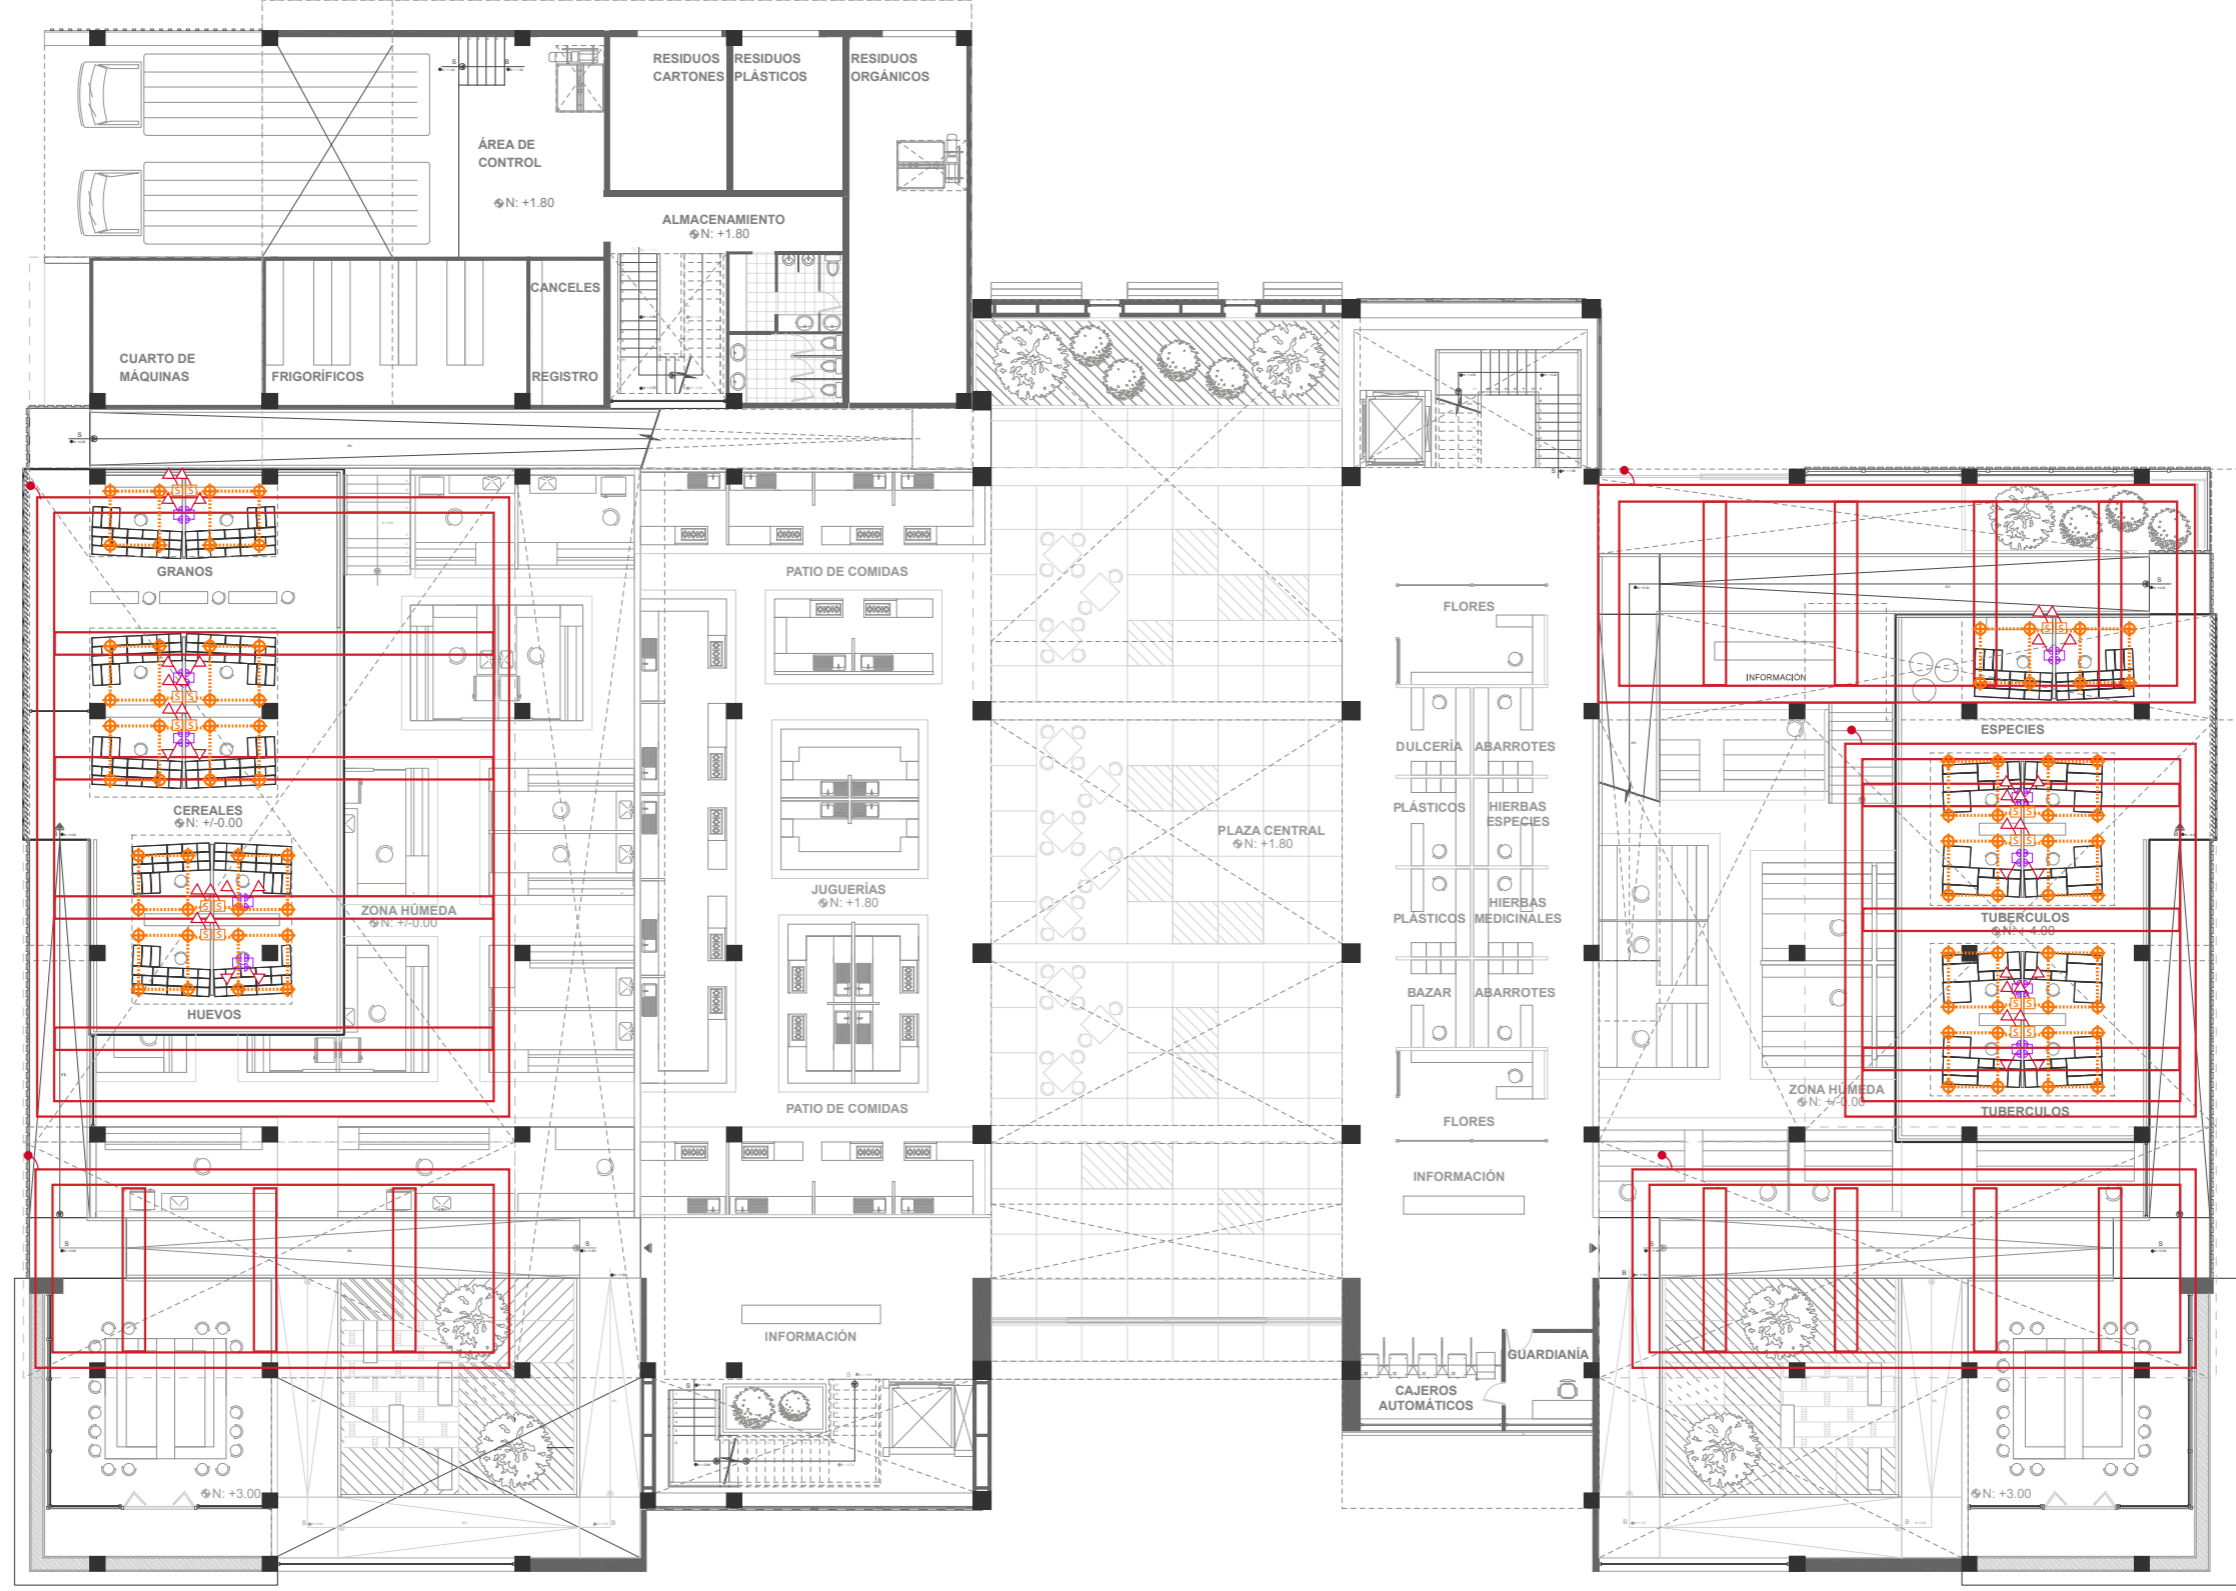 RESIDUOS
CARTONES
RESIDUOS
PLÁSTICOS
RESIDUOS
ORGÁNICOS
ÁREA DE
CONTROL
N: +1.80
ALMACENAMIENTO
N: +1.80
CANCELES
CUARTO DE
MÁQUINAS
FRIGORÍFICOS
REGISTRO
S
B
S
S
GRANOS
PATIO DE COMIDAS
FLORES
INFORMACIÓN
ESPECIES
DULCERÍA
ABARROTES
CEREALES
N: +/-0.00
PLÁSTICOS
HIERBAS
ESPECIES
PLAZA CENTRAL
N: +1.80
JUGUERÍAS
N: +1.80
ZONA HÚMEDA
N: +/-0.00
PLÁSTICOS
HIERBAS
MEDICINALES
TUBERCULOS
HUEVOS
BAZAR
ABARROTES
ZONA HÚMEDA
N: +/-0.00
PATIO DE COMIDAS
FLORES
TUBERCULOS
INFORMACIÓN
S
S
S
B
INFORMACIÓN
GUARDIANÍA
CAJEROS
AUTOMÁTICOS
S
N: +3.00
N: +3.00
B
B
B
B